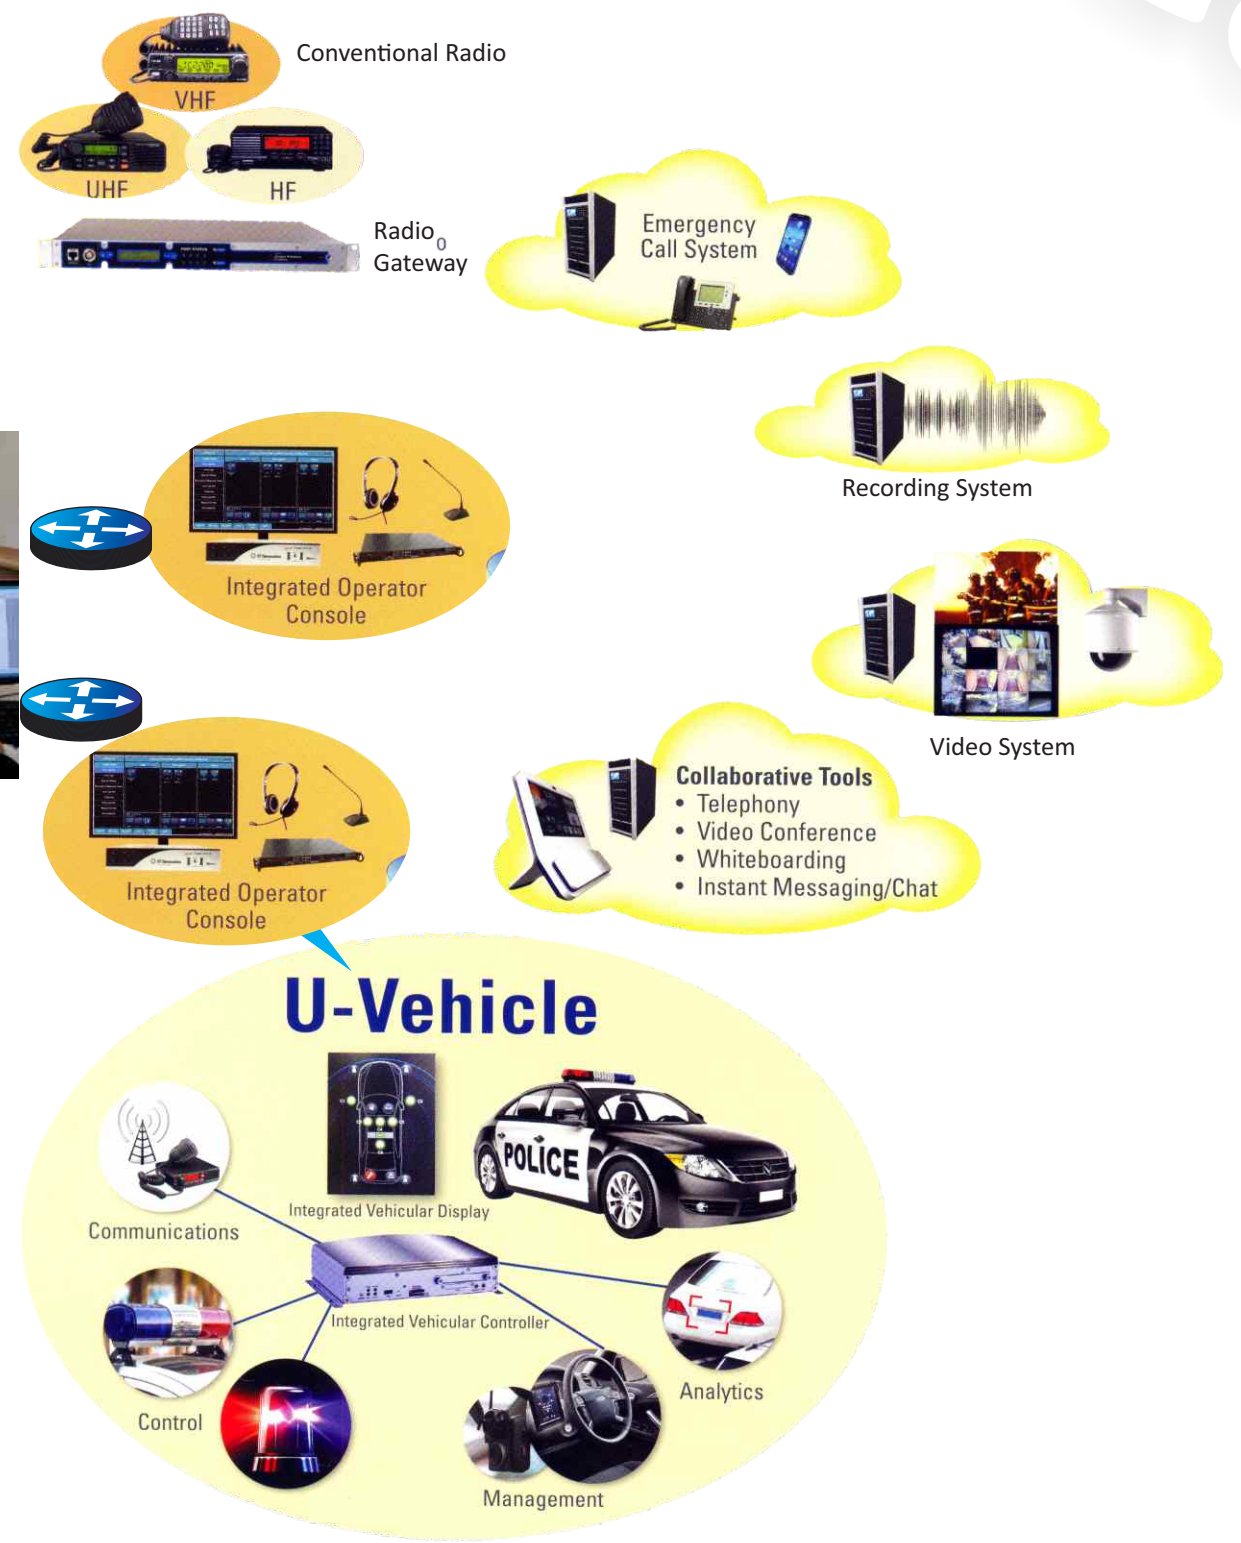 Conventional Radio
VHF
UHF
HF
Radio
0
Gateway
Emergency
Call System
Recording System
Integrated Operator
Console
Video System
Collaborative Tools
• Telephony
• Video Conference
• Whiteboarding
• Instant Messaging/Chat
Integrated Operator
Console
U-Vehicle
POLICE
Integrated Vehicular Display
Communications
Integrated Vehicular Controller
Control
Analytics
Management